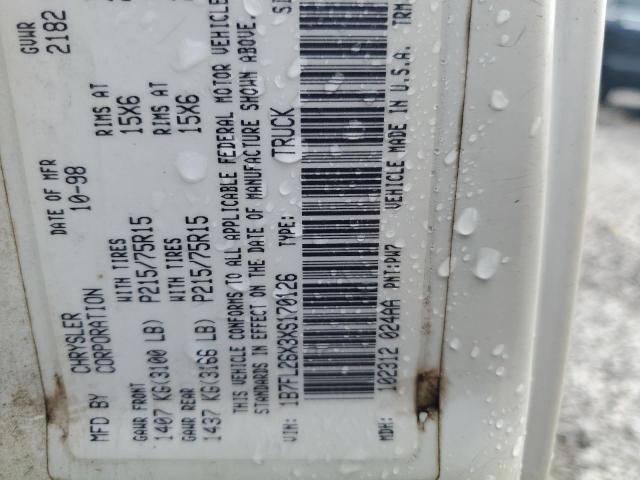 MFD BY CHRYSLER CORPORATION DATE OF MFR 10-98 GVWR 2182
GAWR FRONT WITH TIRES RIMS AT
1407 KG(3100 LB) P215/75R15 15X6
GAWR REAR WITH TIRES RIMS AT
1437 KG(3166 LB) P215/75R15 15X6
THIS VEHICLE CONFORMS TO ALL APPLICABLE FEDERAL MOTOR VEHICLE
STANDARDS IN EFFECT ON THE DATE OF MANUFACTURE SHOWN ABOVE.
VIN: 1B7FL26X3XS170126 TYPE: TRUCK
MDH: 102312 024AA PNT:PW7 VEHICLE MADE IN U.S.A. TRM